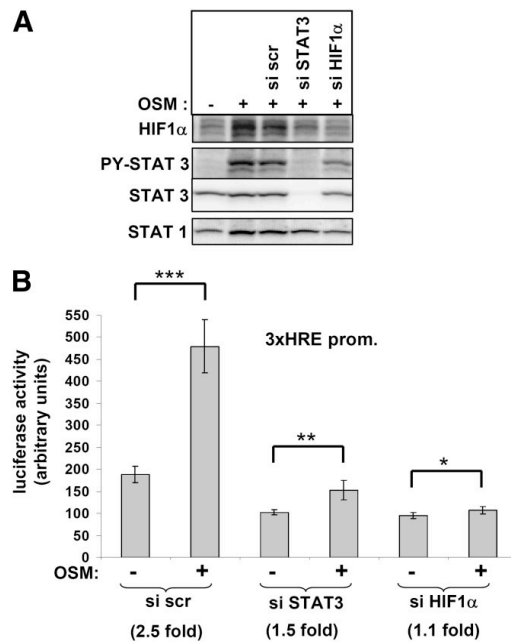 A
si scr
si STAT3
si HIF1α
OSM : - + + + +
HIF1α
PY-STAT 3
STAT 3
STAT 1
B
***
3xHRE prom.
**
*
luciferase activity
(arbitrary units)
550
500
450
400
350
300
250
200
150
100
50
0
OSM: - + - + - +
si scr si STAT3 si HIF1α
(2.5 fold) (1.5 fold) (1.1 fold)